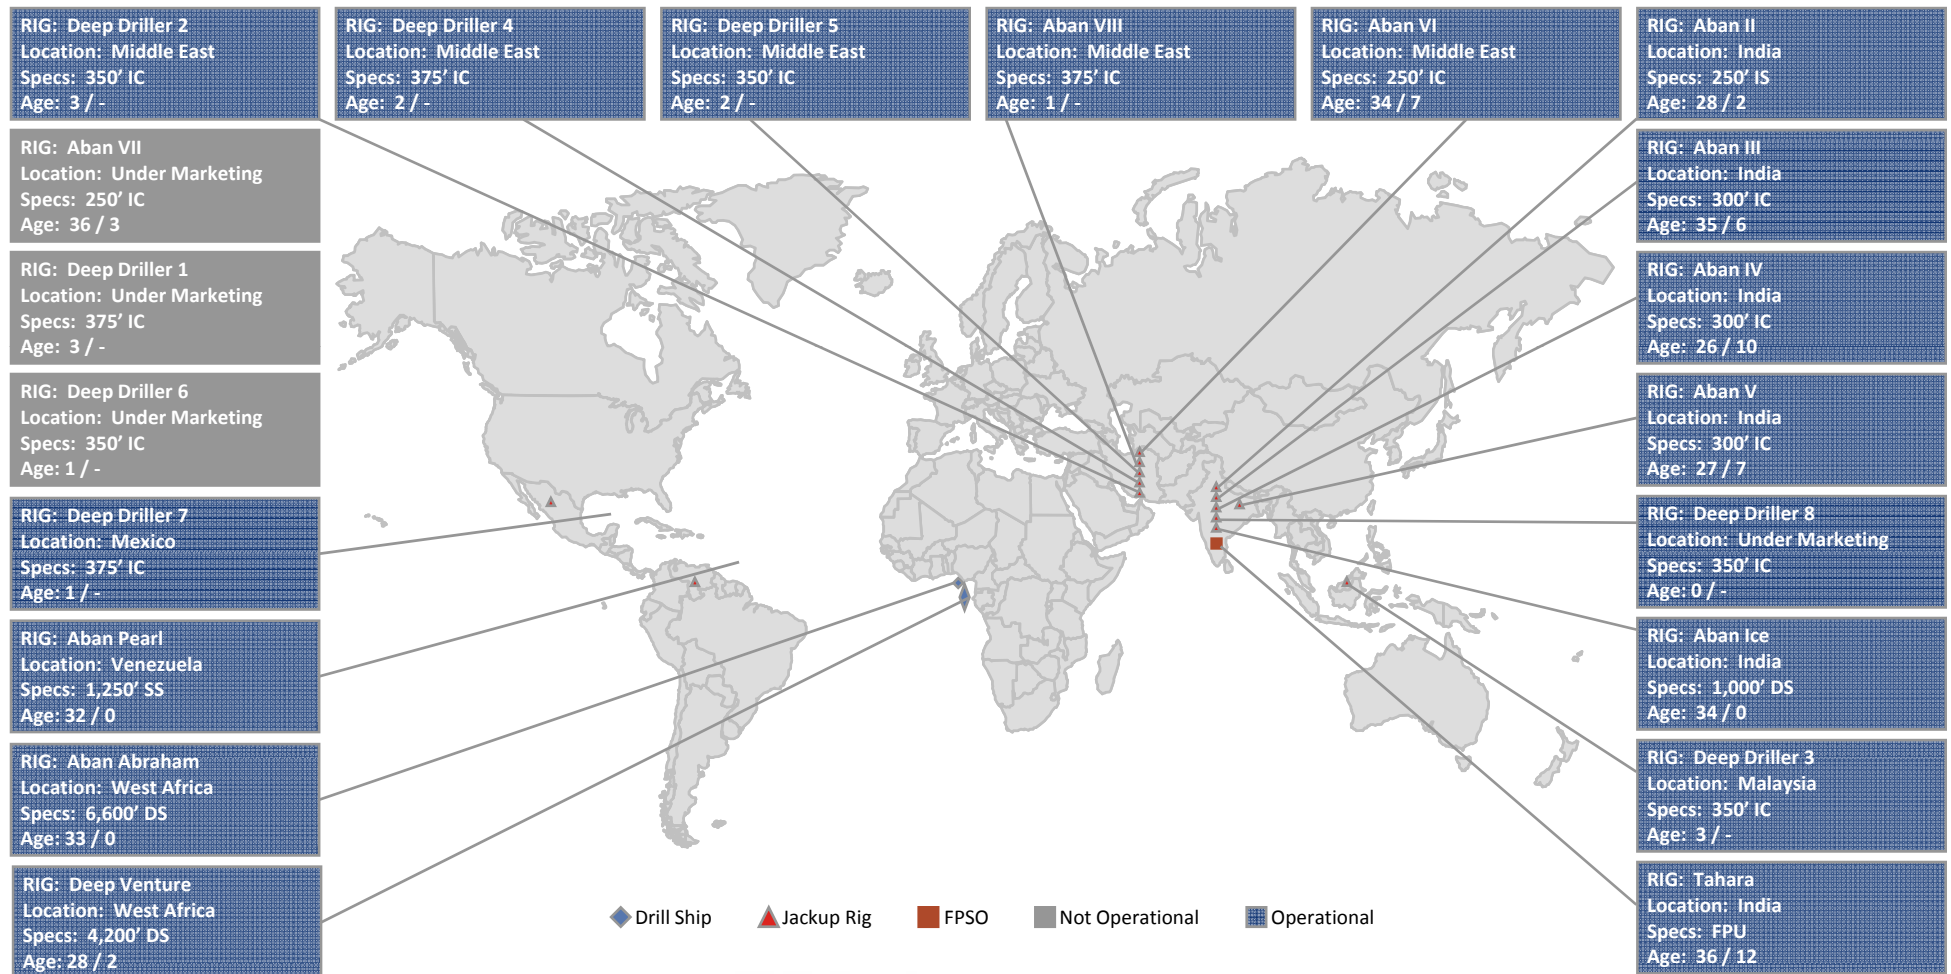 RIG: Deep Driller 2
Location: Middle East
Specs: 350’ IC
Age: 3 / -
RIG: Deep Driller 4
Location: Middle East
Specs: 375’ IC
Age: 2 / -
RIG: Deep Driller 5
Location: Middle East
Specs: 350’ IC
Age: 2 / -
RIG: Aban VIII
Location: Middle East
Specs: 375’ IC
Age: 1 / -
RIG: Aban VI
Location: Middle East
Specs: 250’ IC
Age: 34 / 7
RIG: Aban II
Location: India
Specs: 250’ IS
Age: 28 / 2
RIG: Aban VII
Location: Under Marketing
Specs: 250’ IC
Age: 36 / 3
RIG: Deep Driller 1
Location: Under Marketing
Specs: 375’ IC
Age: 3 / -
RIG: Deep Driller 6
Location: Under Marketing
Specs: 350’ IC
Age: 1 / -
RIG: Deep Driller 7
Location: Mexico
Specs: 375’ IC
Age: 1 / -
RIG: Aban Pearl
Location: Venezuela
Specs: 1,250’ SS
Age: 32 / 0
RIG: Aban Abraham
Location: West Africa
Specs: 6,600’ DS
Age: 33 / 0
RIG: Deep Venture
Location: West Africa
Specs: 4,200’ DS
Age: 28 / 2
RIG: Aban III
Location: India
Specs: 300’ IC
Age: 35 / 6
RIG: Aban IV
Location: India
Specs: 300’ IC
Age: 26 / 10
RIG: Aban V
Location: India
Specs: 300’ IC
Age: 27 / 7
RIG: Deep Driller 8
Location: Under Marketing
Specs: 350’ IC
Age: 0 / -
RIG: Aban Ice
Location: India
Specs: 1,000’ DS
Age: 34 / 0
RIG: Deep Driller 3
Location: Malaysia
Specs: 350’ IC
Age: 3 / -
RIG: Tahara
Location: India
Specs: FPU
Age: 36 / 12
Drill Ship
Jackup Rig
FPSO
Not Operational
Operational